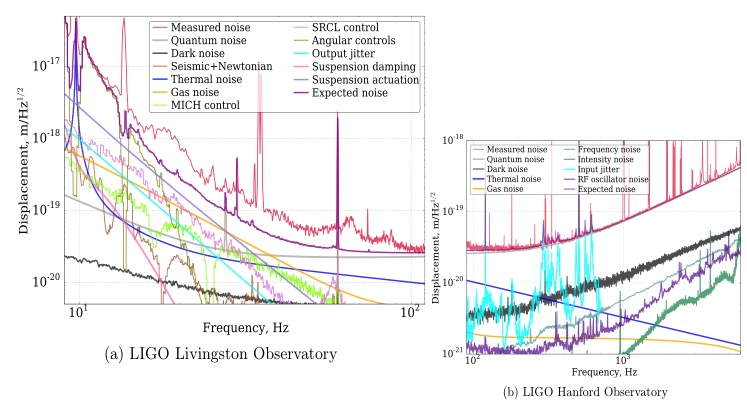 Measured noise
Quantum noise
Dark noise
Seismic+Newtonian
Thermal noise
Gas noise
MICH control
SRCL control
Angular controls
Output jitter
Suspension damping
Suspension actuation
Expected noise
10^-17
10^-18
10^-19
10^-20
Displacement, m/Hz^1/2
10^1
10^2
Frequency, Hz
(a) LIGO Livingston Observatory
10^-18
10^-19
10^-20
10^-21
Displacement, m/Hz^1/2
Measured noise
Quantum noise
Dark noise
Thermal noise
Gas noise
Frequency noise
Intensity noise
Input jitter
RF oscillator noise
Expected noise
10^2
10^3
Frequency, Hz
(b) LIGO Hanford Observatory